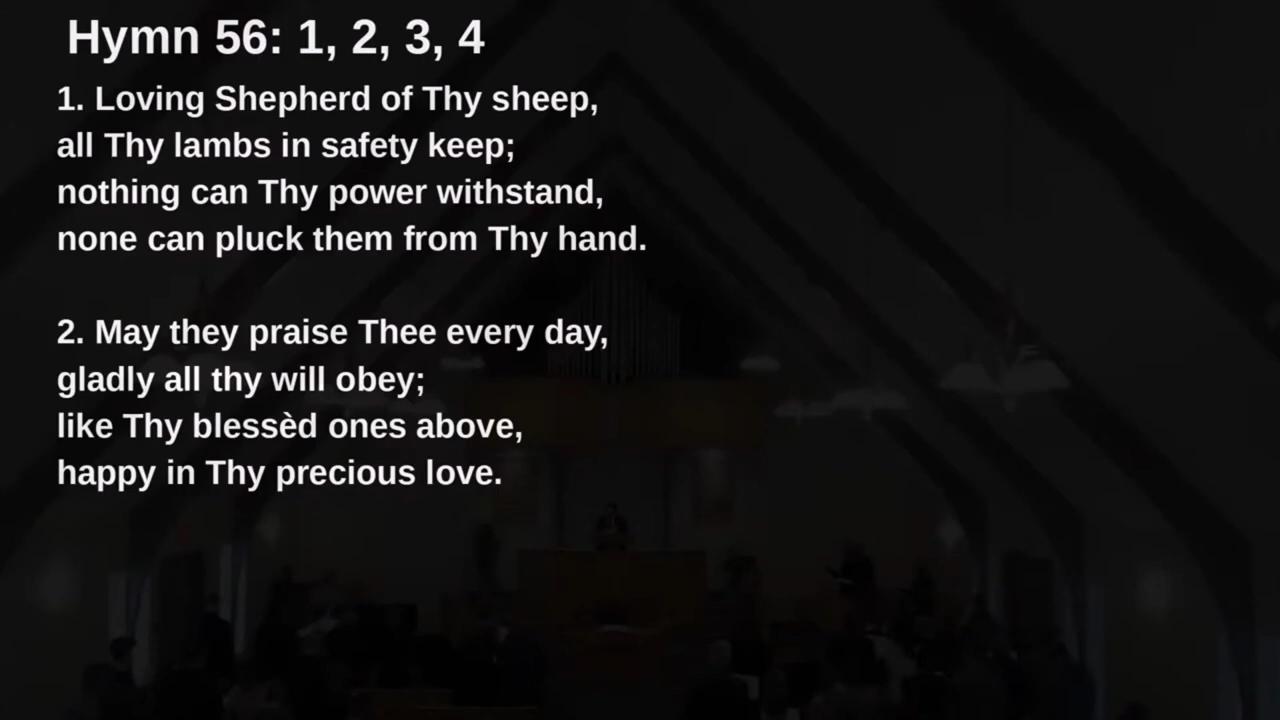 Hymn 56: 1, 2, 3, 4
1. Loving Shepherd of Thy sheep,
all Thy lambs in safety keep;
nothing can Thy power withstand,
none can pluck them from Thy hand.
2. May they praise Thee every day,
gladly all thy will obey;
like Thy blessèd ones above,
happy in Thy precious love.